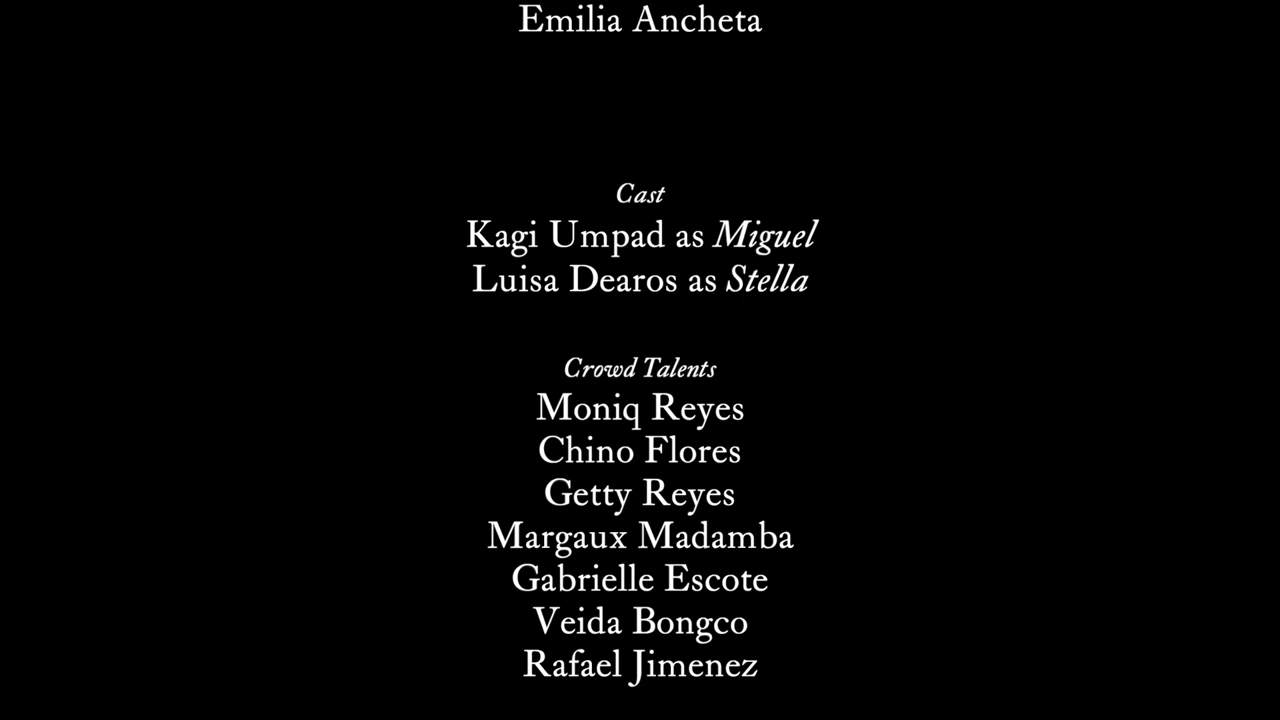 Emilia Ancheta
Cast
Kagi Umpad as Miguel
Luisa Dearos as Stella
Crowd Talents
Moniq Reyes
Chino Flores
Getty Reyes
Margaux Madamba
Gabrielle Escote
Veida Bongco
Rafael Jimenez